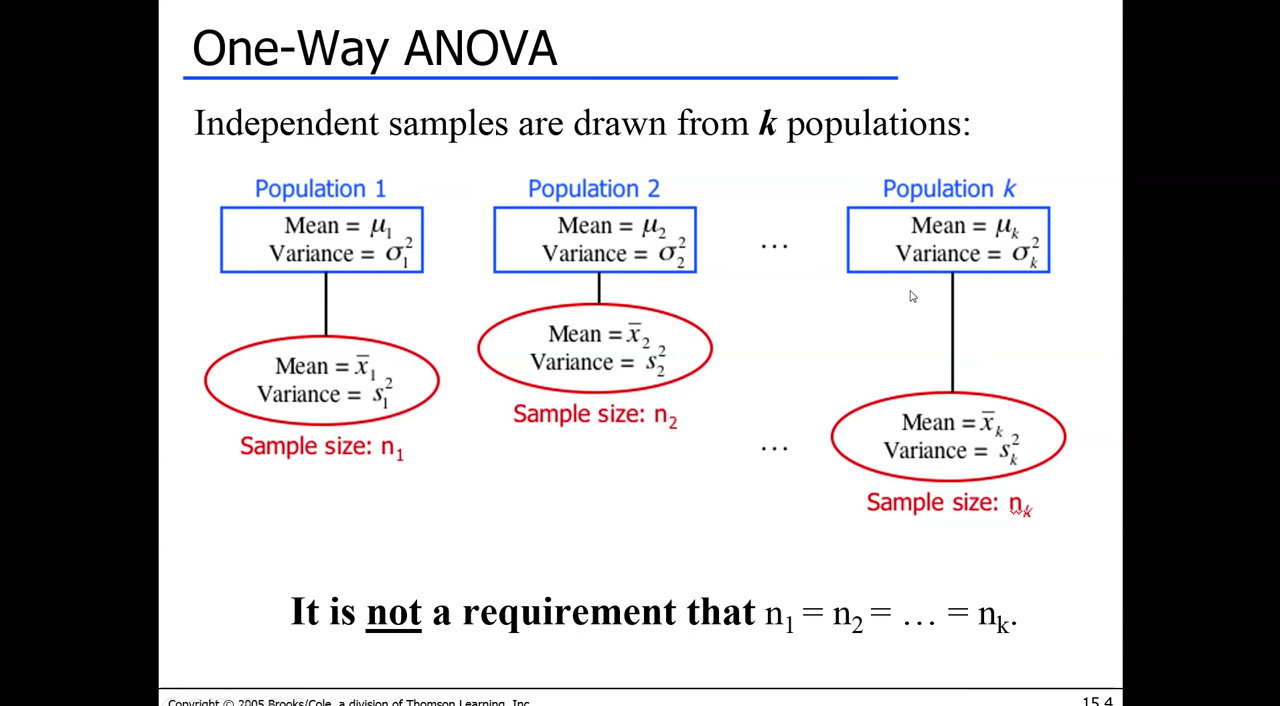 One-Way ANOVA
Independent samples are drawn from k populations:
Population 1
Mean = μ₁
Variance = σ₁²
Mean = x̄₁
Variance = s₁²
Sample size: n₁
Population 2
Mean = μ₂
Variance = σ₂²
Mean = x̄₂
Variance = s₂²
Sample size: n₂
...
...
Population k
Mean = μₖ
Variance = σₖ²
Mean = x̄ₖ
Variance = sₖ²
Sample size: nₖ
It is not a requirement that n₁ = n₂ = … = nₖ.
Copyright © 2005 Brooks/Cole, a division of Thomson Learning, Inc.
15.4